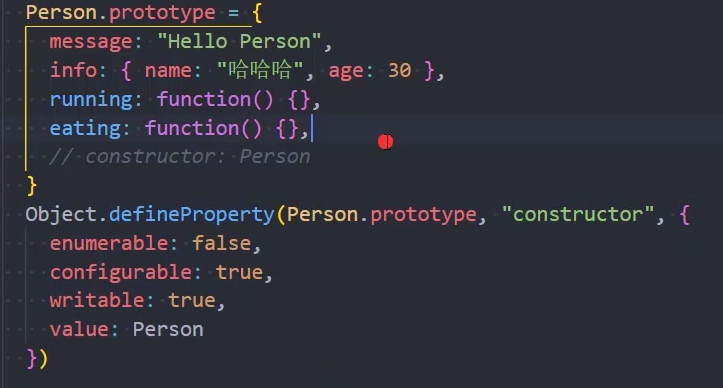 Person.prototype = {
message: "Hello Person",
info: { name: "哈哈哈", age: 30 },
running: function() {},
eating: function() {},
// constructor: Person
}
Object.defineProperty(Person.prototype, "constructor", {
enumerable: false,
configurable: true,
writable: true,
value: Person
})